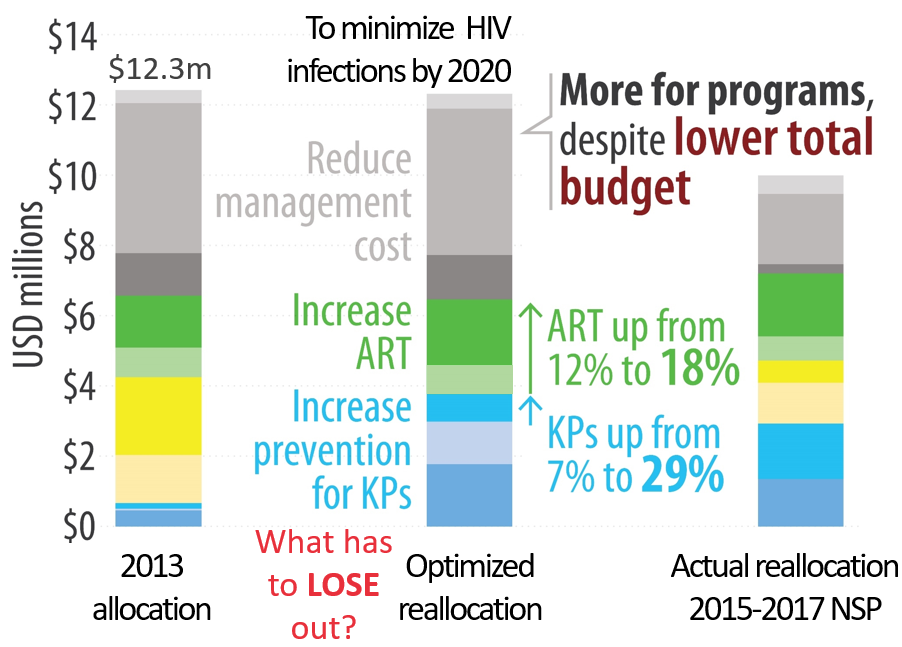 To minimize HIV
infections by 2020
$14
$12
$10
$8
$6
$4
$2
$0
USD millions
$12.3m
Reduce
management
cost
Increase
ART
Increase
prevention
for KPs
More for programs,
despite lower total
budget
ART up from
12% to 18%
KPs up from
7% to 29%
2013
allocation
What has
to LOSE
out?
Optimized
reallocation
Actual reallocation
2015-2017 NSP